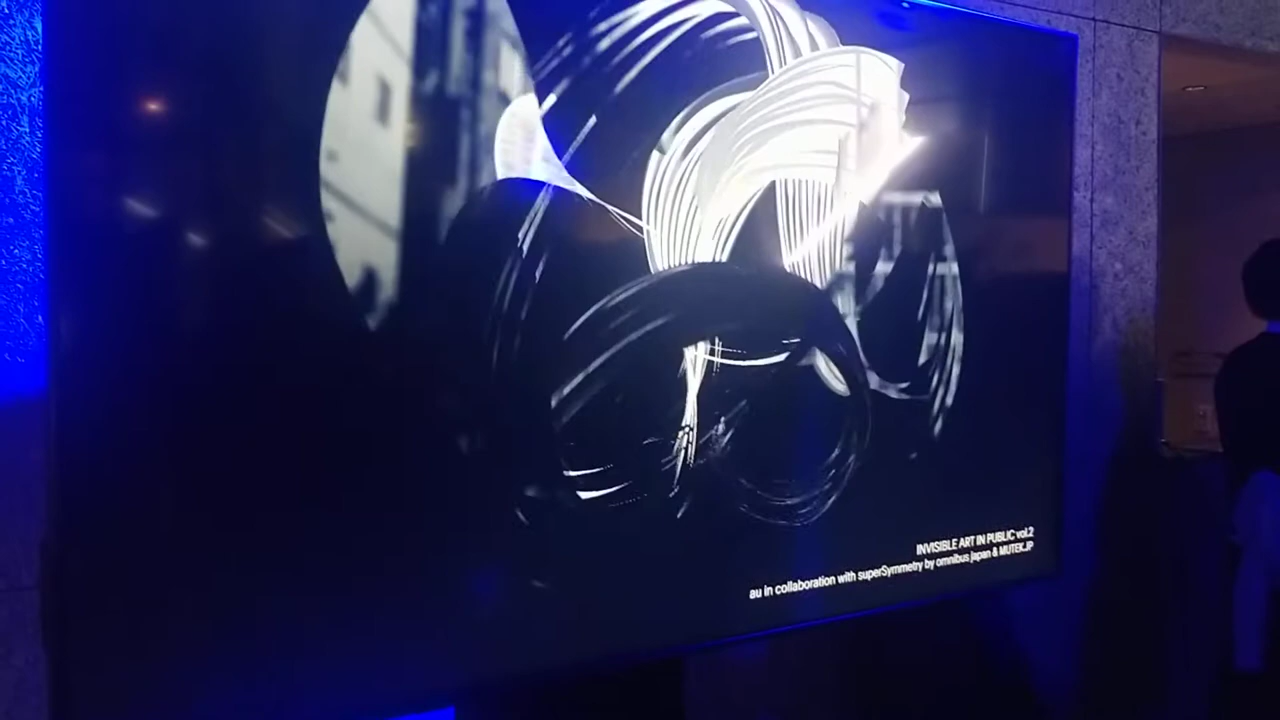 INVISIBLE ART IN PUBLIC vol.2
au in collaboration with superSymmetry by omnibus japan & MUTEK.JP